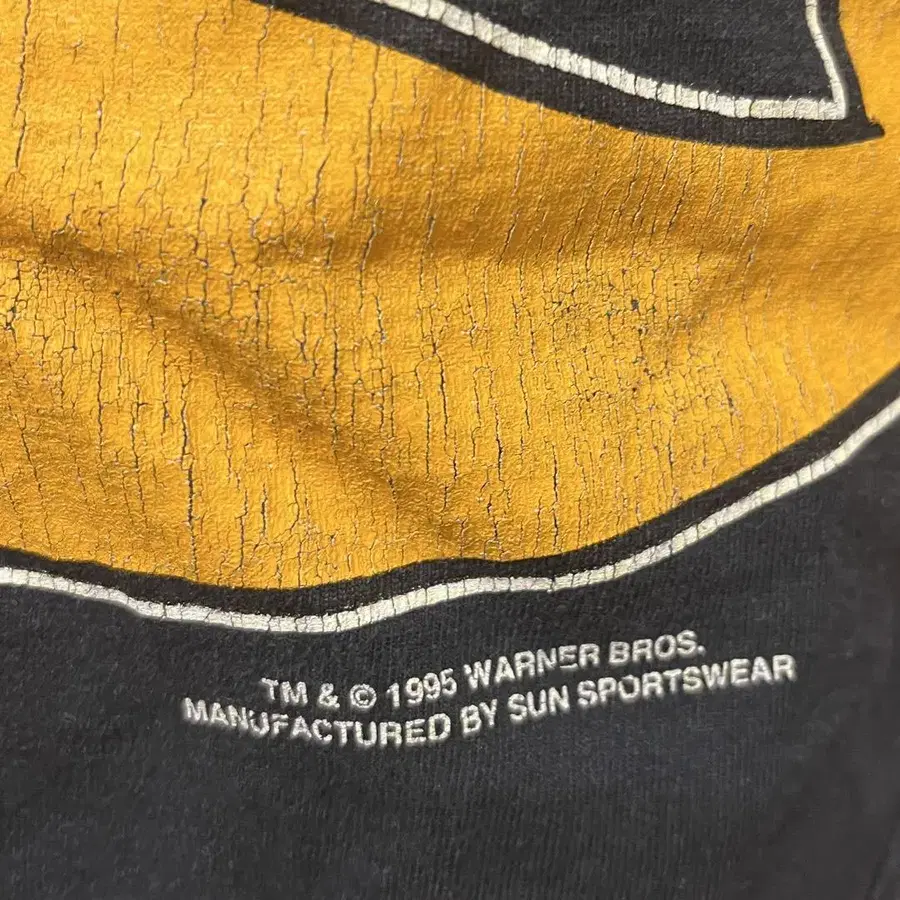 TM & © 1995 WARNER BROS.
MANUFACTURED BY SUN SPORTSWEAR